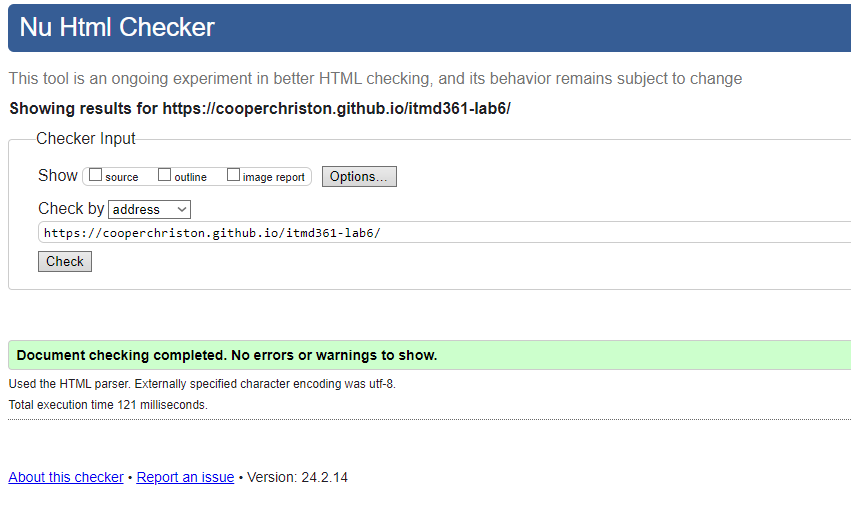 Nu Html Checker
This tool is an ongoing experiment in better HTML checking, and its behavior remains subject to change
Showing results for https://cooperchriston.github.io/itmd361-lab6/
Checker Input
Show source outline image report Options...
Check by address
https://cooperchriston.github.io/itmd361-lab6/
Check
Document checking completed. No errors or warnings to show.
Used the HTML parser. Externally specified character encoding was utf-8.
Total execution time 121 milliseconds.
About this checker • Report an issue • Version: 24.2.14